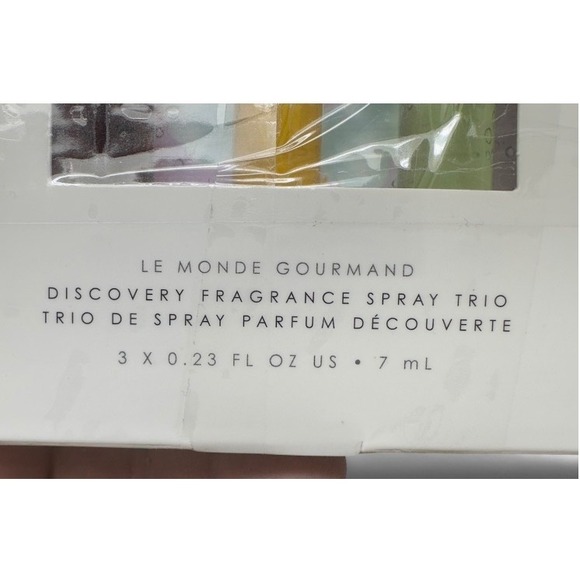 LE MONDE GOURMAND
DISCOVERY FRAGRANCE SPRAY TRIO
TRIO DE SPRAY PARFUM DÉCOUVERTE
3 X 0.23 FL OZ US • 7 mL